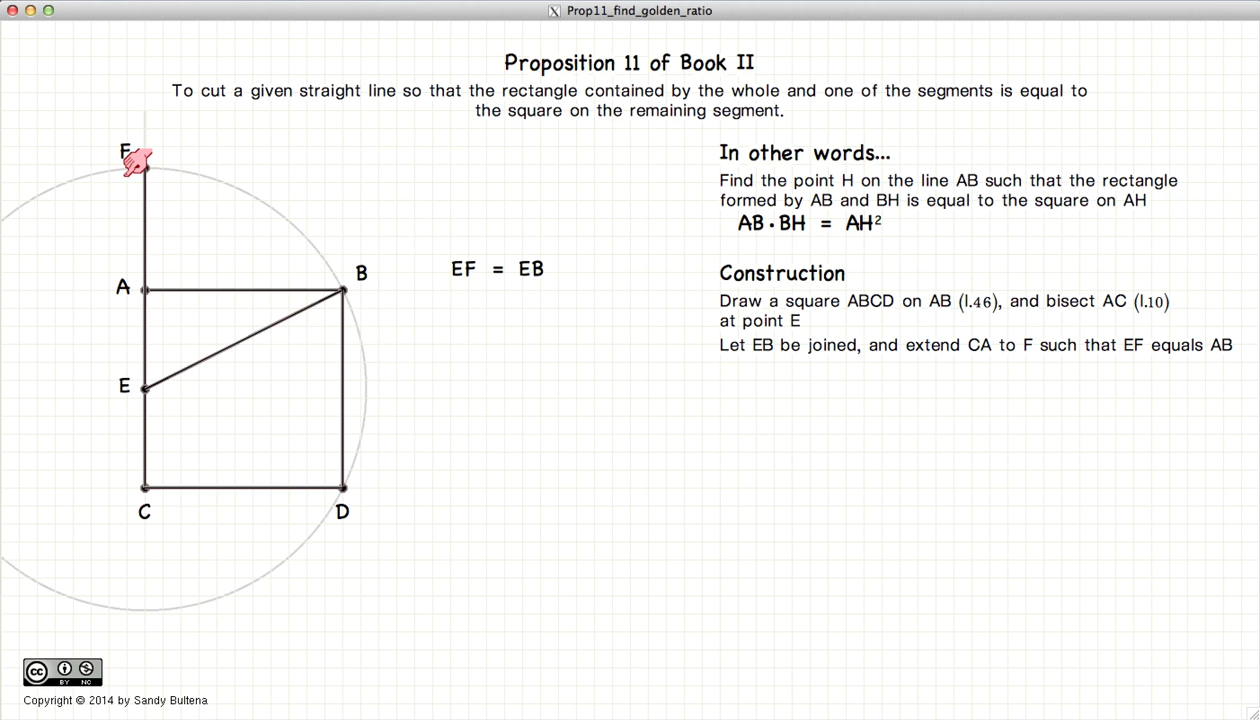 Prop11_find_golden_ratio
Proposition 11 of Book II
To cut a given straight line so that the rectangle contained by the whole and one of the segments is equal to
the square on the remaining segment.
F
A
B
E
C
D
EF = EB
In other words...
Find the point H on the line AB such that the rectangle
formed by AB and BH is equal to the square on AH
AB·BH = AH²
Construction
Draw a square ABCD on AB (I.46), and bisect AC (I.10)
at point E
Let EB be joined, and extend CA to F such that EF equals AB
cc BY NC
Copyright © 2014 by Sandy Bultena